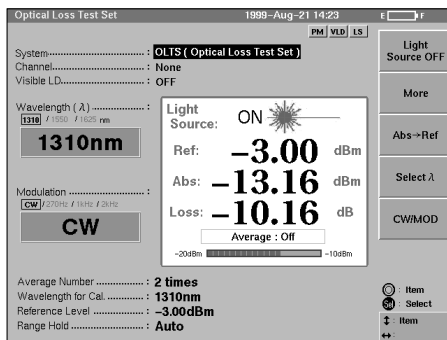 Optical Loss Test Set 1999–Aug–21 14:23 E F
PM VLD LS
System : OLTS ( Optical Loss Test Set )
Channel : None
Visible LD : OFF
Wavelength ( λ ) :
1310 / 1550 / 1625 nm
1310nm
Modulation :
CW / 270Hz / 1kHz / 2kHz
CW
Light Source: ON
Ref: –3.00 dBm
Abs: –13.16 dBm
Loss: –10.16 dB
Average : Off
–20dBm –10dBm
Average Number : 2 times
Wavelength for Cal. : 1310nm
Reference Level : –3.00dBm
Range Hold : Auto
Light
Source OFF
More
Abs→Ref
Select λ
CW/MOD
: Item
Sel : Select
↕ : Item
↔ :